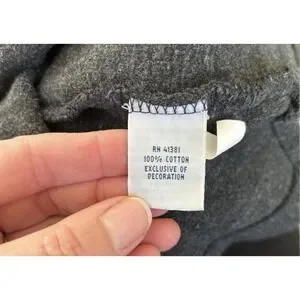 RN 41381
100% COTTON
EXCLUSIVE OF
DECORATION